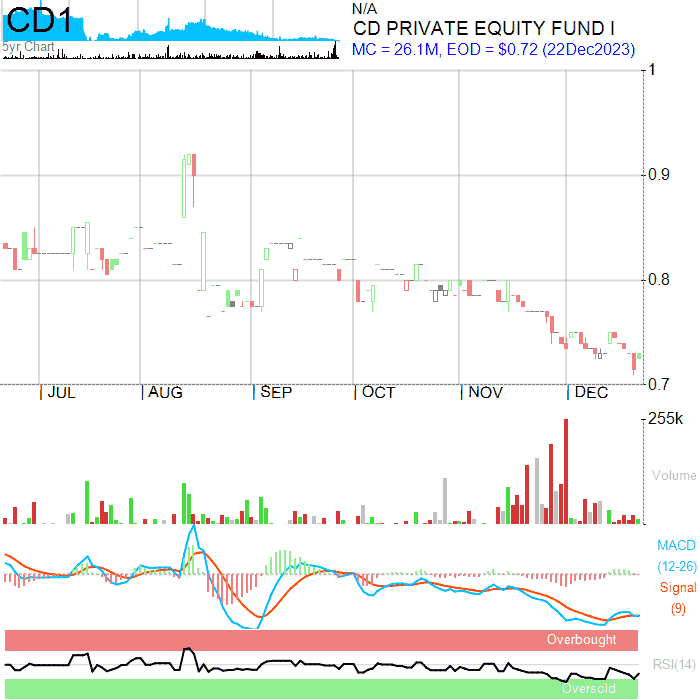 CD1
5yr Chart
N/A
CD PRIVATE EQUITY FUND I
MC = 26.1M, EOD = $0.72 (22Dec2023)
1
0.9
0.8
0.7
JUL AUG SEP OCT NOV DEC
255k
Volume
MACD
(12-26)
Signal
(9)
Overbought
RSI(14)
Oversold